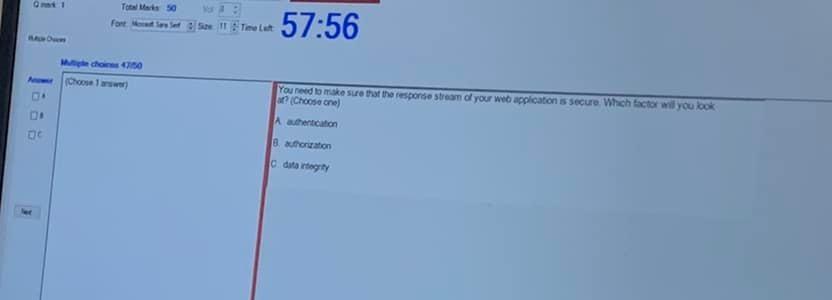 Q mark: 1 Total Marks: 50 Vol
Font: Microsoft Sans Serif Size: 11 Time Left: 57:56
Multiple Choices
Multiple choices 47/50
Answer (Choose 1 answer)
You need to make sure that the response stream of your web application is secure. Which factor will you look
at? (Choose one)
A
A. authentication
B
B. authorization
C
C. data integrity
Next